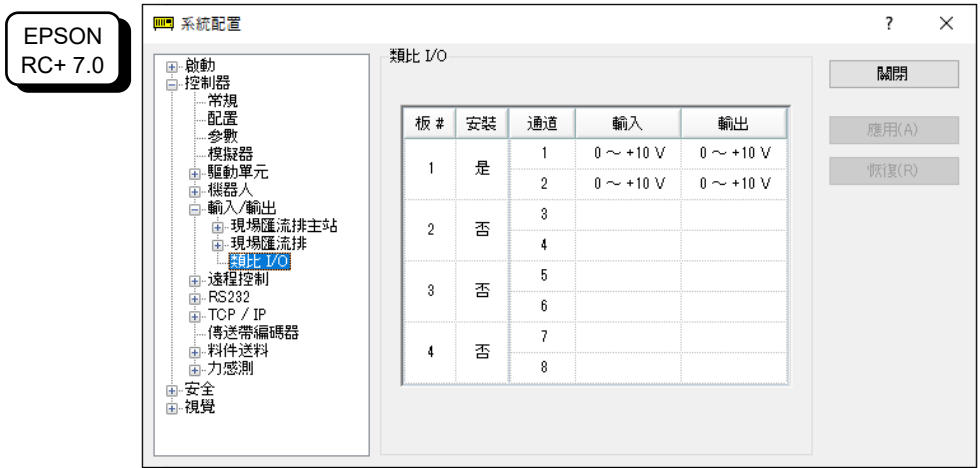 EPSON
RC+ 7.0
系統配置
? ×
啟動
控制器
常規
配置
參數
模擬器
驅動單元
機器人
輸入/輸出
現場匯流排主站
現場匯流排
類比 I/O
遠程控制
RS232
TCP / IP
傳送帶編碼器
料件送料
力感測
安全
視覺
類比 I/O
板 # 安裝 通道 輸入 輸出
1 是 1 0 ~ +10 V 0 ~ +10 V
2 0 ~ +10 V 0 ~ +10 V
2 否 3
4
3 否 5
6
4 否 7
8
關閉
應用(A)
恢復(R)